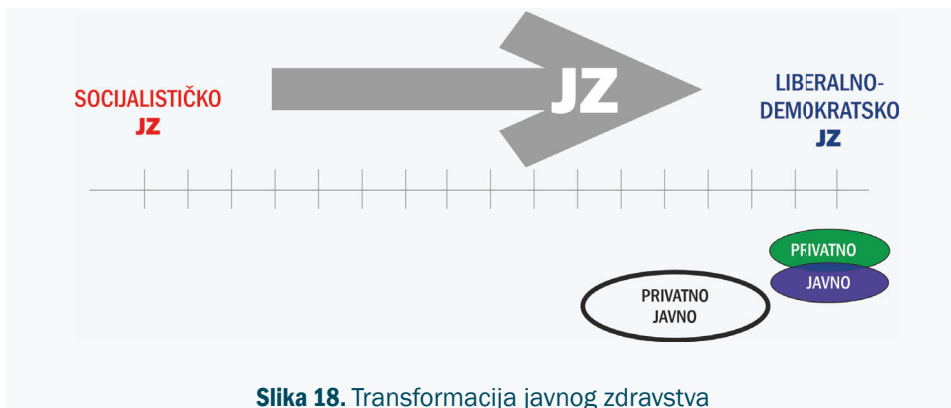 SOCIJALISTIČKO
JZ
JZ
LIBERALNO-
DEMOKRATSKO
JZ
PRIVATNO
JAVNO
PRIVATNO
JAVNO
Slika 18. Transformacija javnog zdravstva